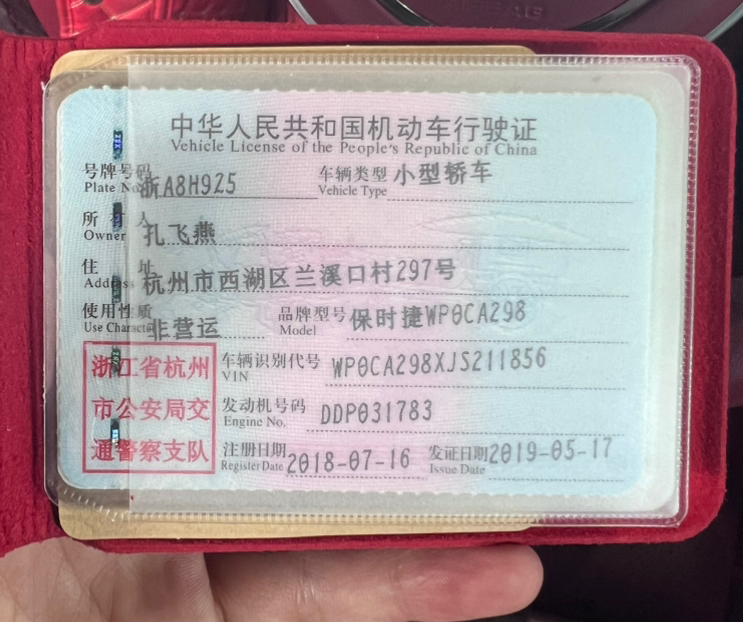 中华人民共和国机动车行驶证
Vehicle License of the People's Republic of China
号牌号码 浙A8H925 车辆类型 小型轿车
Plate No. Vehicle Type
所有人 孔飞燕
Owner
住址 杭州市西湖区兰溪口村297号
Address
使用性质 非营运 品牌型号 保时捷WP0CA298
Use Character Model
浙江省杭州
市公安局交
通警察支队
车辆识别代号 WP0CA298XJS211856
VIN
发动机号码 DDP031783
Engine No.
注册日期 2018-07-16 发证日期 2019-05-17
Register Date Issue Date